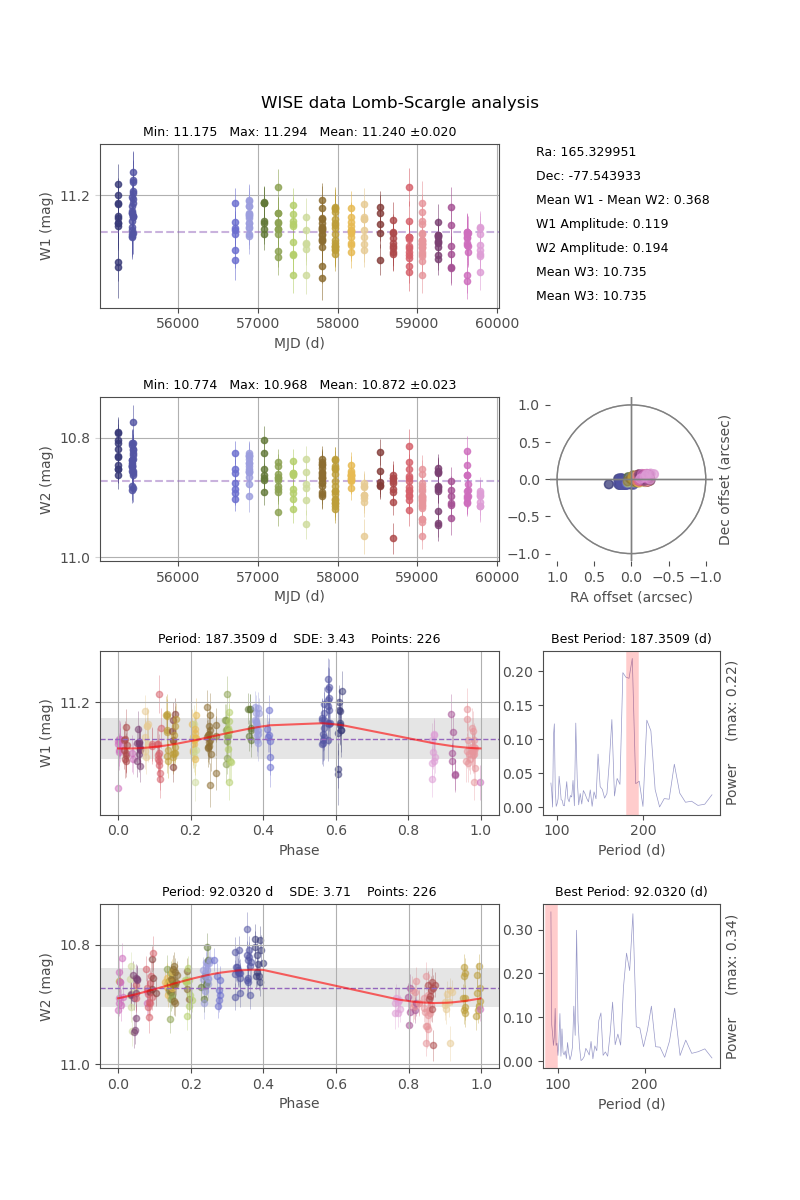 WISE data Lomb-Scargle analysis
Min: 11.175 Max: 11.294 Mean: 11.240 ±0.020
11.2
W1 (mag)
56000 57000 58000 59000 60000
MJD (d)
Ra: 165.329951
Dec: -77.543933
Mean W1 - Mean W2: 0.368
W1 Amplitude: 0.119
W2 Amplitude: 0.194
Mean W3: 10.735
Mean W3: 10.735
Min: 10.774 Max: 10.968 Mean: 10.872 ±0.023
10.8
11.0
W2 (mag)
56000 57000 58000 59000 60000
MJD (d)
1.0
0.5
0.0
−0.5
−1.0
Dec offset (arcsec)
1.0 0.5 0.0 −0.5 −1.0
RA offset (arcsec)
Period: 187.3509 d SDE: 3.43 Points: 226
11.2
W1 (mag)
0.0 0.2 0.4 0.6 0.8 1.0
Phase
Best Period: 187.3509 (d)
0.20
0.15
0.10
0.05
0.00
Power (max: 0.22)
100 200
Period (d)
Period: 92.0320 d SDE: 3.71 Points: 226
10.8
11.0
W2 (mag)
0.0 0.2 0.4 0.6 0.8 1.0
Phase
Best Period: 92.0320 (d)
0.30
0.20
0.10
0.00
Power (max: 0.34)
100 200
Period (d)